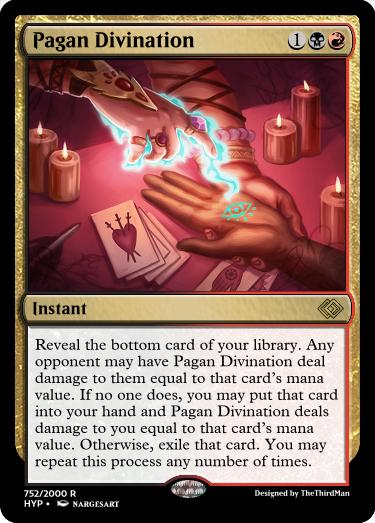 Pagan Divination 1
Instant
Reveal the bottom card of your library. Any
opponent may have Pagan Divination deal
damage to them equal to that card's mana
value. If no one does, you may put that card
into your hand and Pagan Divination deals
damage to you equal to that card's mana
value. Otherwise, exile that card. You may
repeat this process any number of times.
752/2000 R
HYP • NARGESART
Designed by TheThirdMan